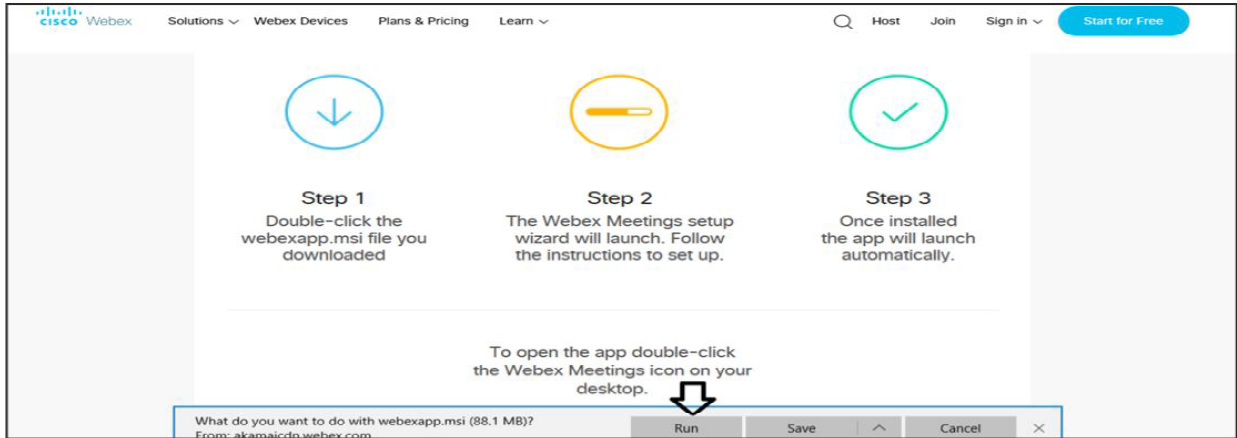 CISCO Webex Solutions Webex Devices Plans & Pricing Learn Host Join Sign in Start for Free
Step 1
Double-click the
webexapp.msi file you
downloaded
Step 2
The Webex Meetings setup
wizard will launch. Follow
the instructions to set up.
Step 3
Once installed
the app will launch
automatically.
To open the app double-click
the Webex Meetings icon on your
desktop.
What do you want to do with webexapp.msi (88.1 MB)?
From: akamaicdn.webex.com
Run Save Cancel